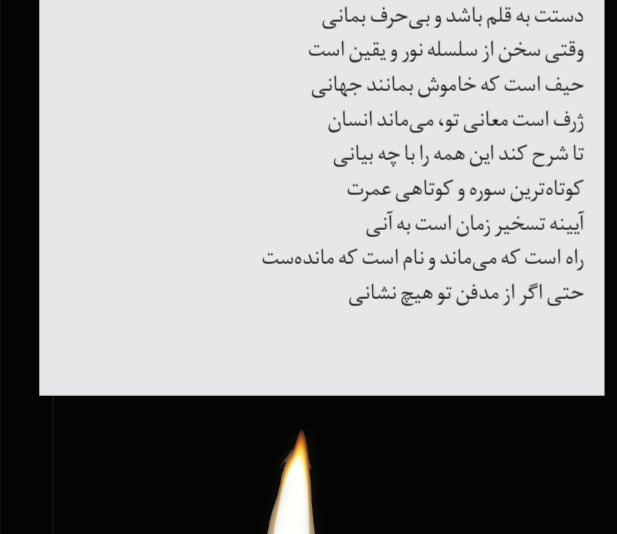 دستت به قلم باشد و بی‌حرف بمانی
وقتی سخن از سلسله نور و یقین است
حیف است که خاموش بمانند جهانی
ژرف است معانی تو، می‌ماند انسان
تا شرح کند این همه را با چه بیانی
کوتاه‌ترین سوره و کوتاهی عمرت
آیینه تسخیر زمان است به آنی
راه است که می‌ماند و نام است که مانده‌ست
حتی اگر از مدفن تو هیچ نشانی